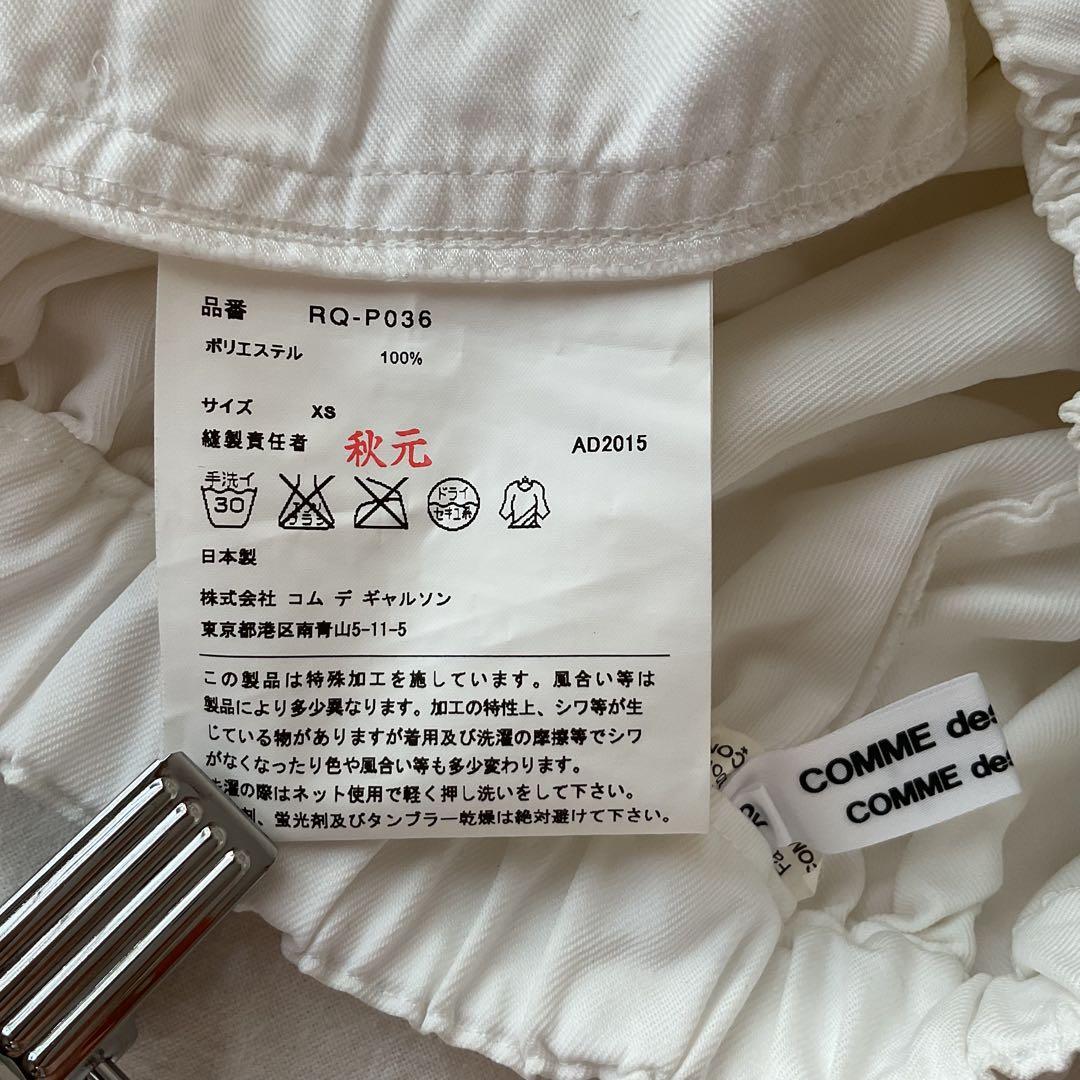 品番 RQ-P036
ポリエステル 100%
サイズ XS
縫製責任者 秋元 AD2015
手洗イ 30 エンソ サラシ ドライ セキユ系
日本製
株式会社 コム デ ギャルソン
東京都港区南青山5-11-5
この製品は特殊加工を施しています。風合い等は
製品により多少異なります。加工の特性上、シワ等が生
じている物がありますが着用及び洗濯の摩擦等でシワ
がなくなったり色や風合い等も多少変わります。
洗濯の際はネット使用で軽く押し洗いをして下さい。
剤、蛍光剤及びタンブラー乾燥は絶対避けて下さい。
COMME des
COMME des